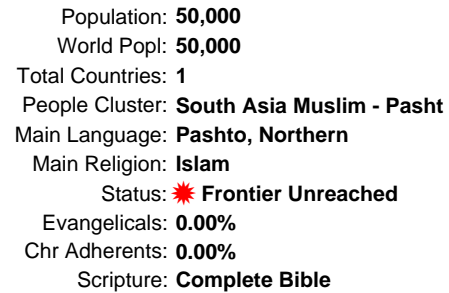 Population: 50,000
World Popl: 50,000
Total Countries: 1
People Cluster: South Asia Muslim - Pasht
Main Language: Pashto, Northern
Main Religion: Islam
Status: Frontier Unreached
Evangelicals: 0.00%
Chr Adherents: 0.00%
Scripture: Complete Bible